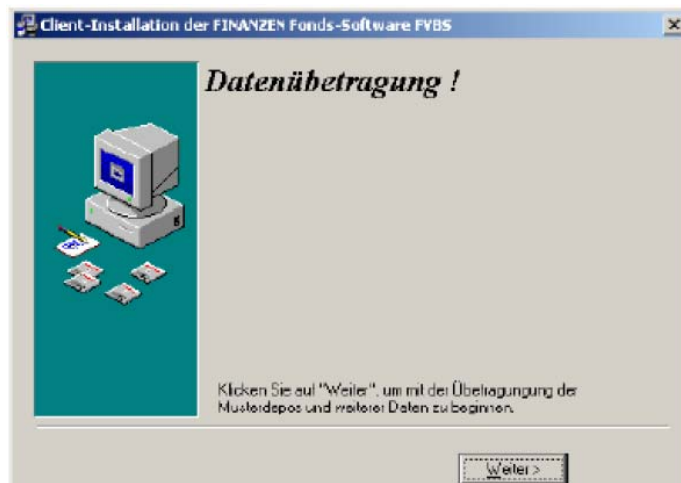 Client-Installation der FINANZEN Fonds-Software FVBS
Datenübetragung !
Klicken Sie auf "Weiter", um mit der Übetragungung der
Musterdepos und weiterer Daten zu beginnen.
Weiter >